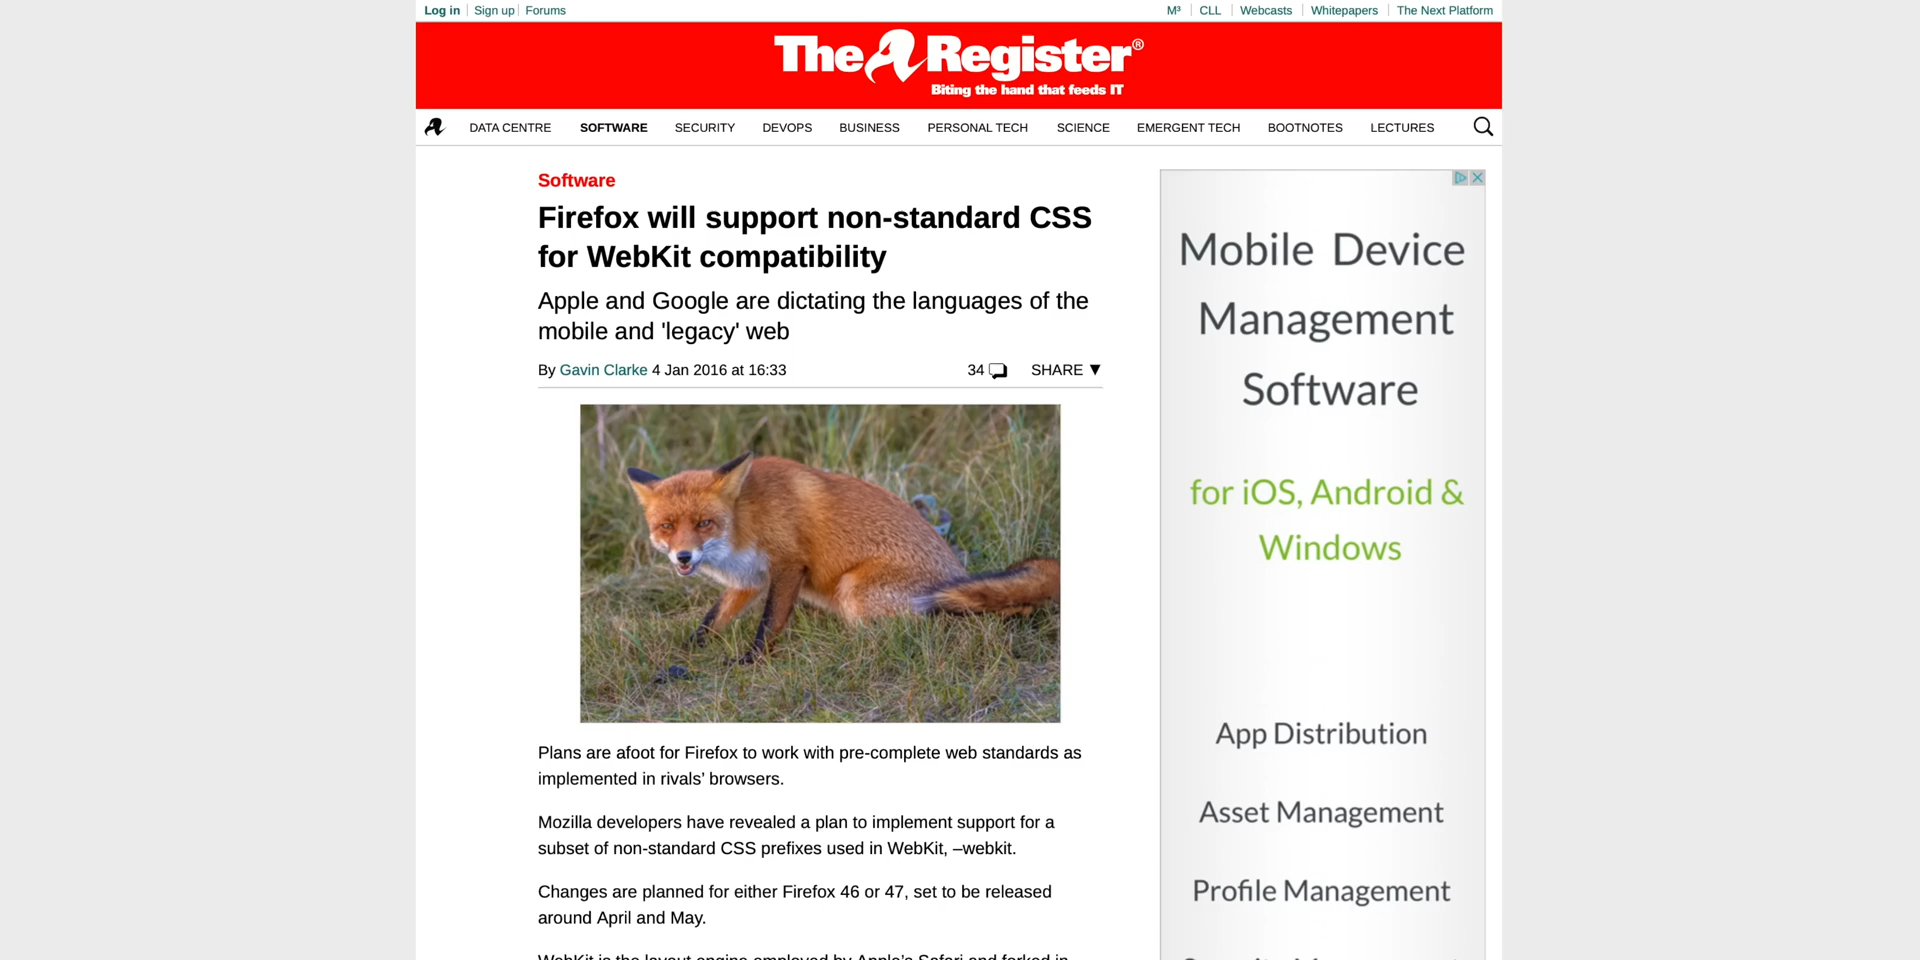 Log in Sign up Forums M³ CLL Webcasts Whitepapers The Next Platform
The Register®
Biting the hand that feeds IT
DATA CENTRE SOFTWARE SECURITY DEVOPS BUSINESS PERSONAL TECH SCIENCE EMERGENT TECH BOOTNOTES LECTURES
Software
Firefox will support non-standard CSS
for WebKit compatibility
Apple and Google are dictating the languages of the
mobile and 'legacy' web
By Gavin Clarke 4 Jan 2016 at 16:33 34 SHARE ▼
Plans are afoot for Firefox to work with pre-complete web standards as
implemented in rivals’ browsers.
Mozilla developers have revealed a plan to implement support for a
subset of non-standard CSS prefixes used in WebKit, –webkit.
Changes are planned for either Firefox 46 or 47, set to be released
around April and May.
WebKit is the layout engine employed by Apple’s Safari and forked in
Mobile Device
Management
Software
for iOS, Android &
Windows
App Distribution
Asset Management
Profile Management